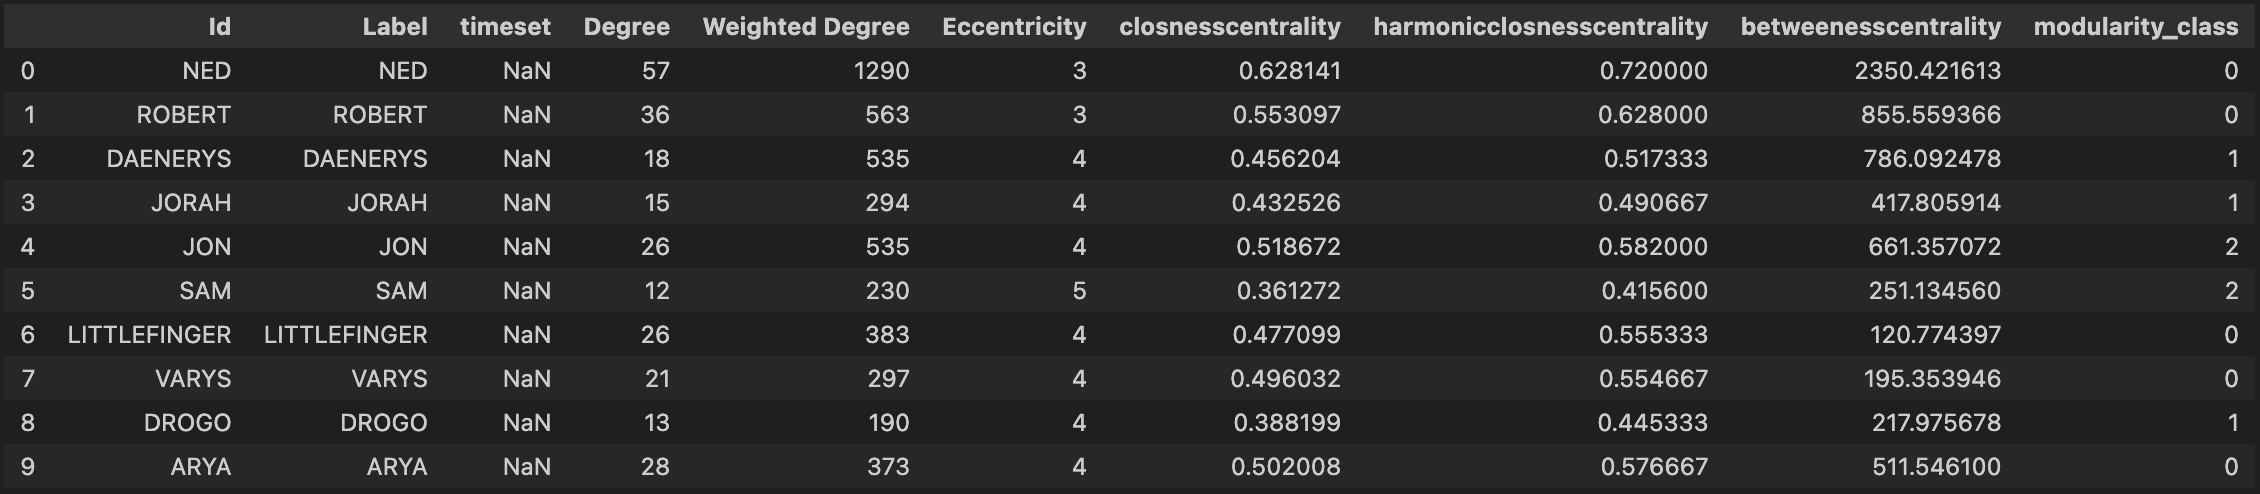 Id Label timeset Degree Weighted Degree Eccentricity closnesscentrality harmonicclosnesscentrality betweenesscentrality modularity_class
0 NED NED NaN 57 1290 3 0.628141 0.720000 2350.421613 0
1 ROBERT ROBERT NaN 36 563 3 0.553097 0.628000 855.559366 0
2 DAENERYS DAENERYS NaN 18 535 4 0.456204 0.517333 786.092478 1
3 JORAH JORAH NaN 15 294 4 0.432526 0.490667 417.805914 1
4 JON JON NaN 26 535 4 0.518672 0.582000 661.357072 2
5 SAM SAM NaN 12 230 5 0.361272 0.415600 251.134560 2
6 LITTLEFINGER LITTLEFINGER NaN 26 383 4 0.477099 0.555333 120.774397 0
7 VARYS VARYS NaN 21 297 4 0.496032 0.554667 195.353946 0
8 DROGO DROGO NaN 13 190 4 0.388199 0.445333 217.975678 1
9 ARYA ARYA NaN 28 373 4 0.502008 0.576667 511.546100 0